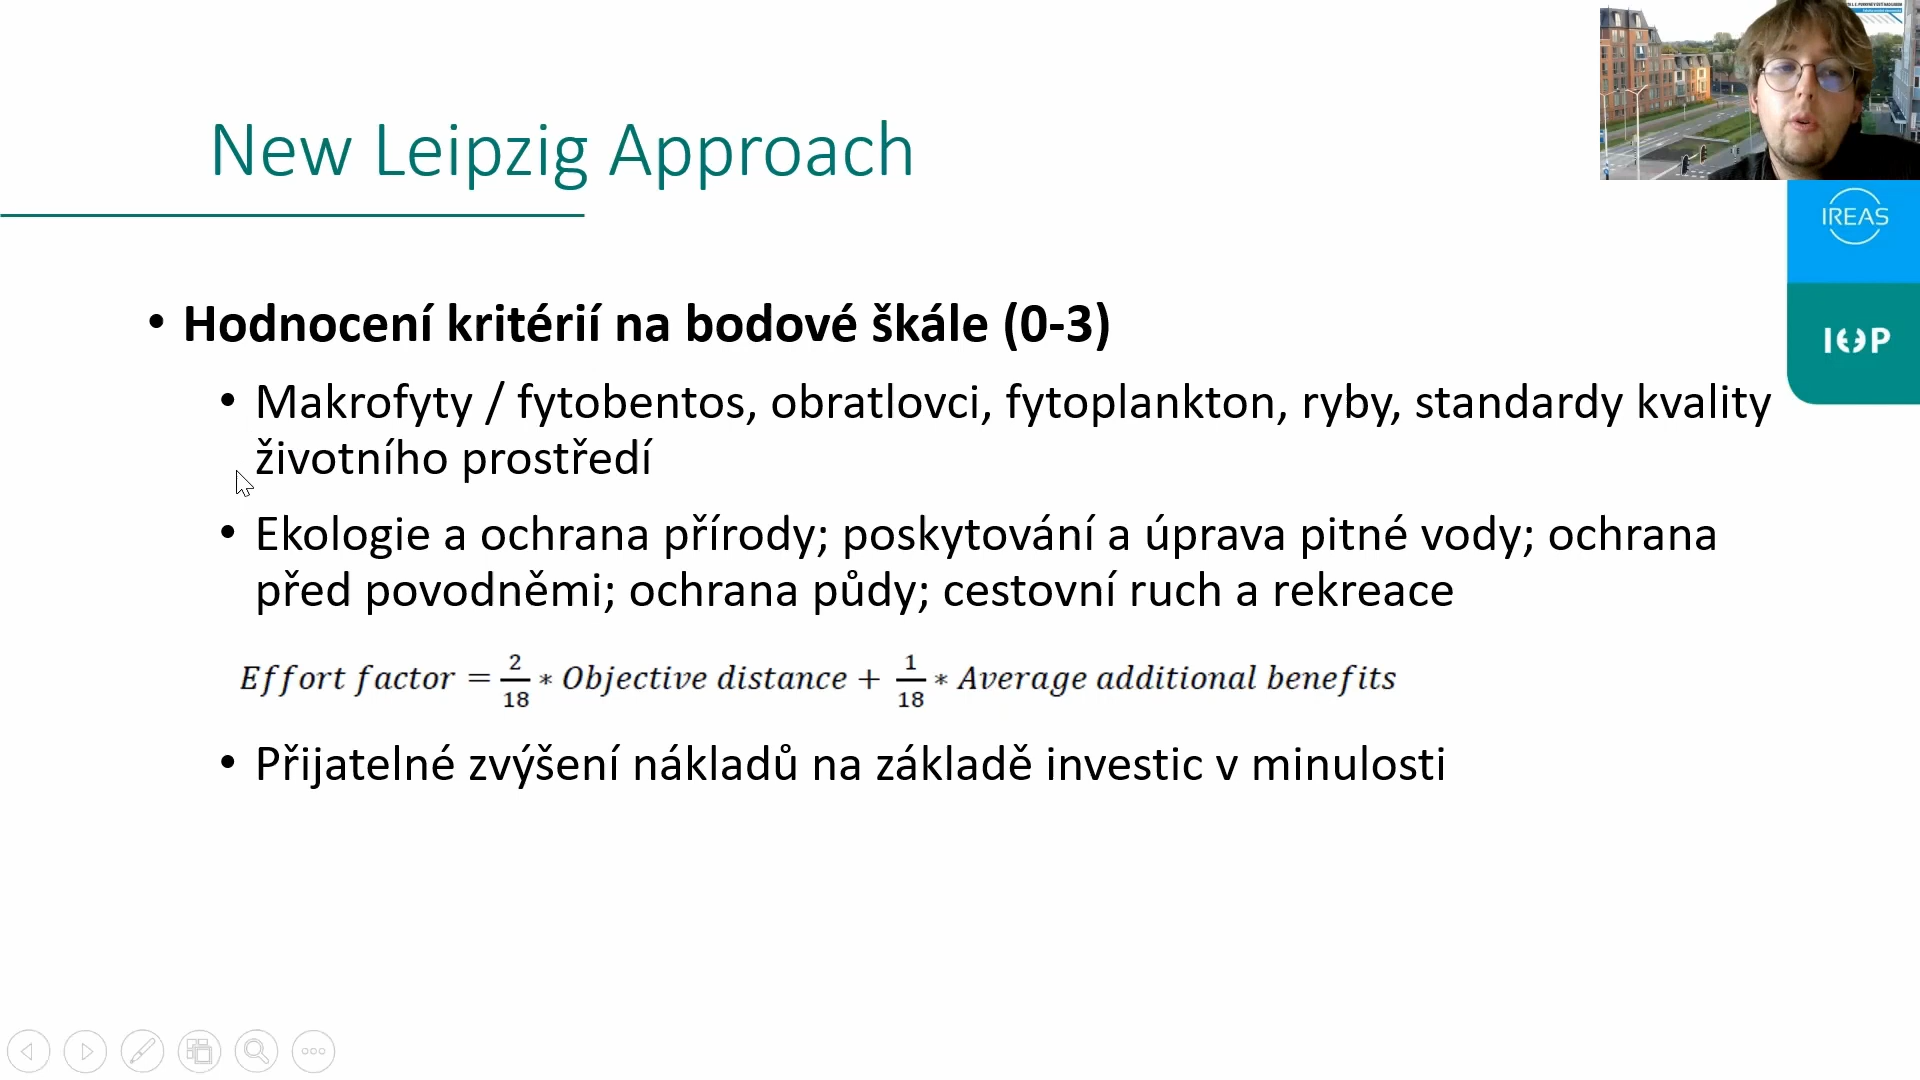 New Leipzig Approach
IREAS
IEEP
• Hodnocení kritérií na bodové škále (0-3)
• Makrofyty / fytobentos, obratlovci, fytoplankton, ryby, standardy kvality
životního prostředí
• Ekologie a ochrana přírody; poskytování a úprava pitné vody; ochrana
před povodněmi; ochrana půdy; cestovní ruch a rekreace
Effort factor = 2/18 * Objective distance + 1/18 * Average additional benefits
• Přijatelné zvýšení nákladů na základě investic v minulosti